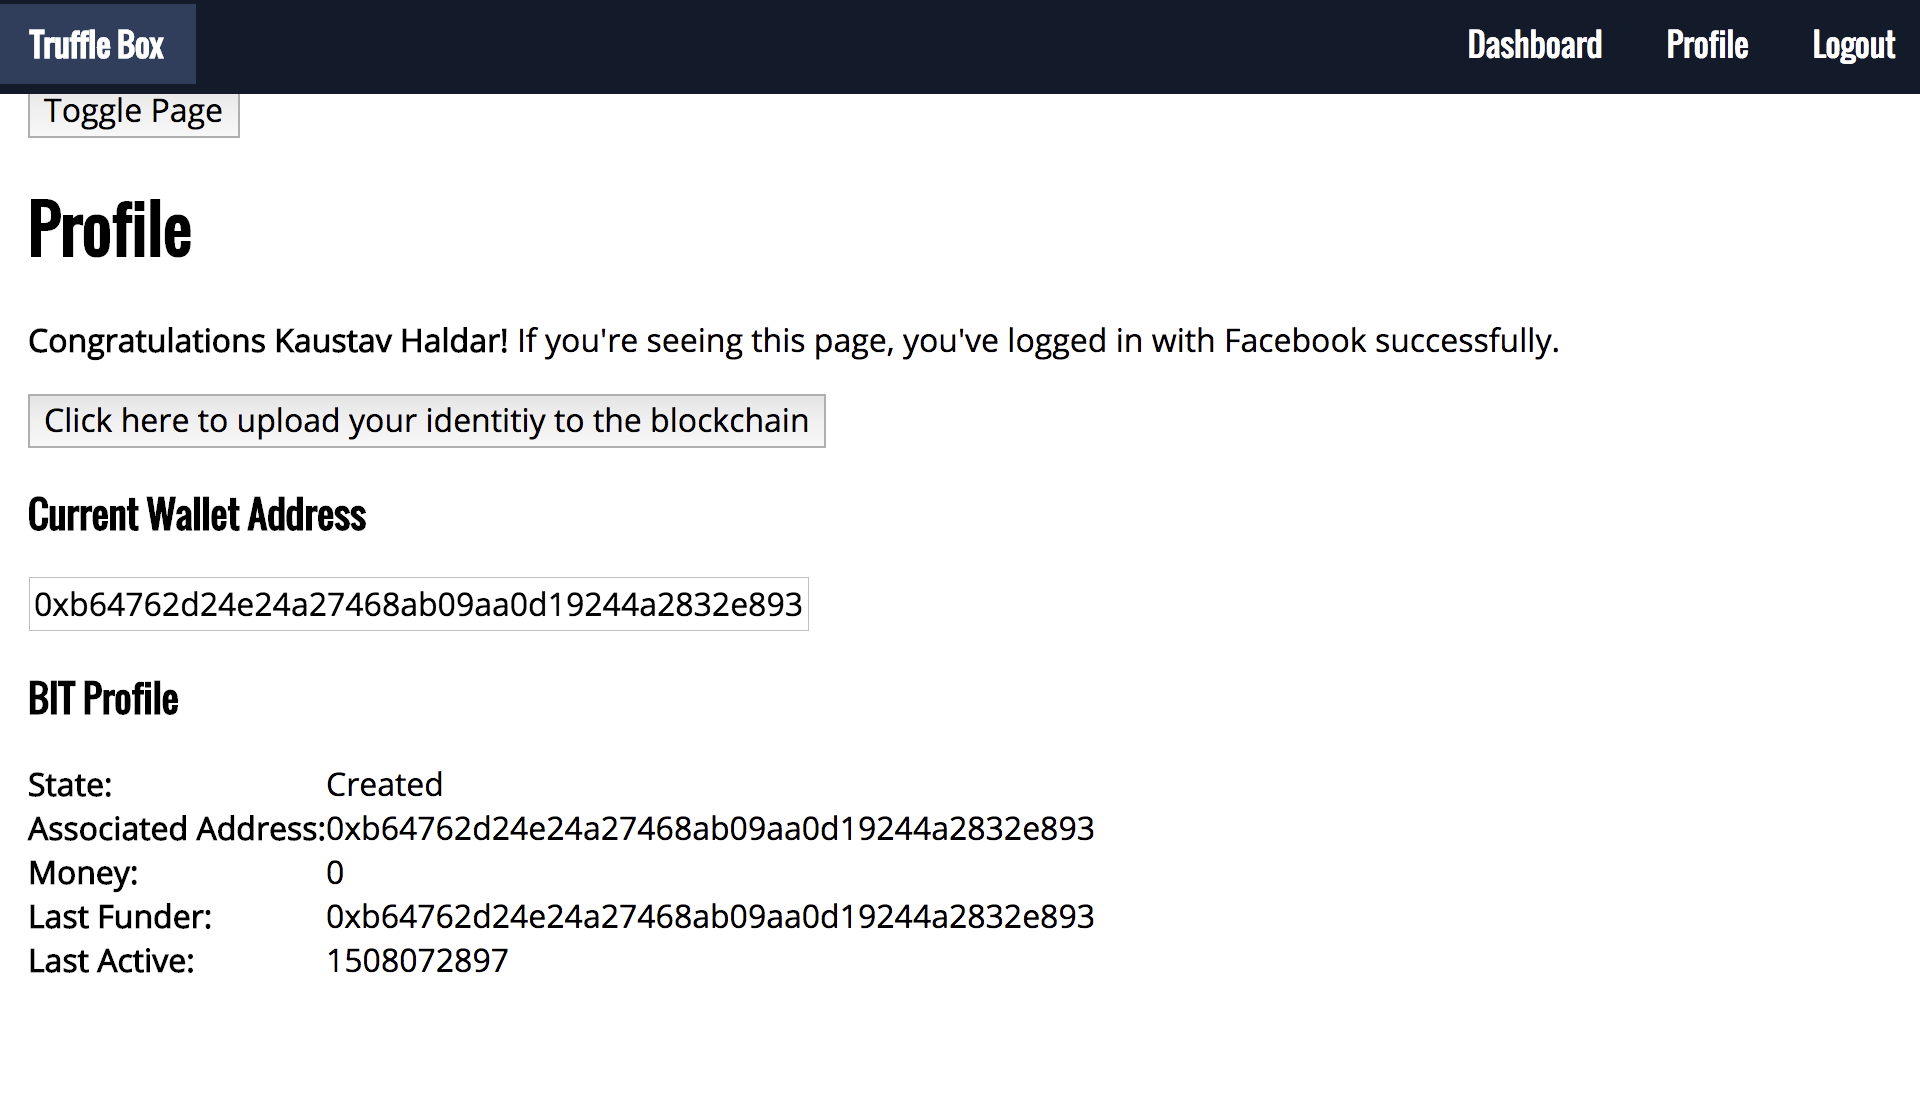 Truffle Box Dashboard Profile Logout
Toggle Page
Profile
Congratulations Kaustav Haldar! If you're seeing this page, you've logged in with Facebook successfully.
Click here to upload your identitiy to the blockchain
Current Wallet Address
0xb64762d24e24a27468ab09aa0d19244a2832e893
BIT Profile
State: Created
Associated Address:0xb64762d24e24a27468ab09aa0d19244a2832e893
Money: 0
Last Funder: 0xb64762d24e24a27468ab09aa0d19244a2832e893
Last Active: 1508072897